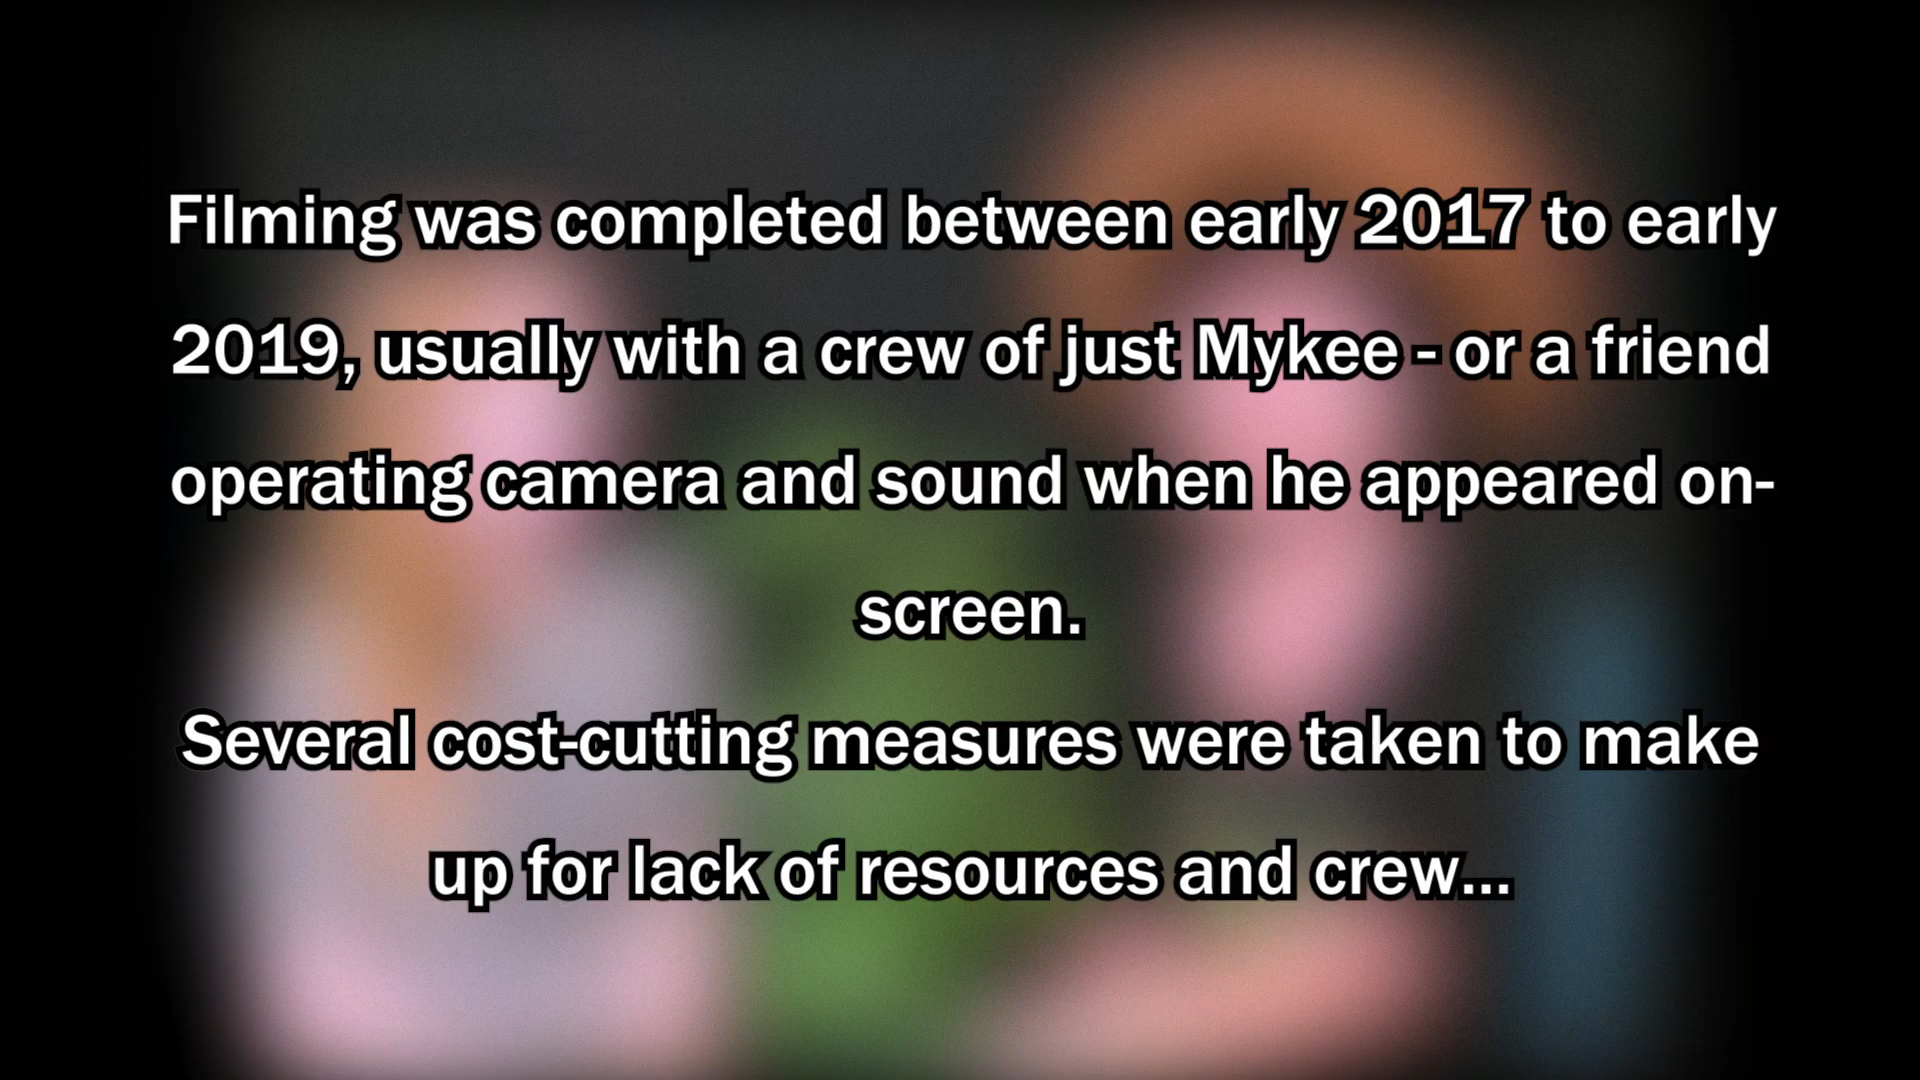 Filming was completed between early 2017 to early
2019, usually with a crew of just Mykee - or a friend
operating camera and sound when he appeared on-
screen.
Several cost-cutting measures were taken to make
up for lack of resources and crew...